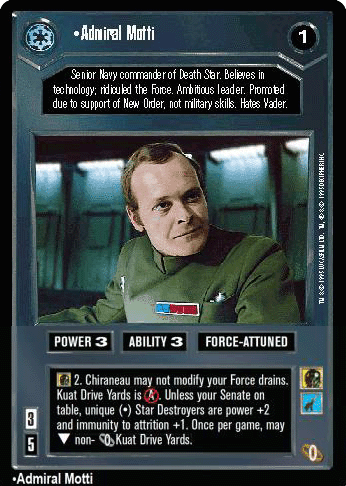 •Admiral Motti
1
Senior Navy commander of Death Star. Believes in
technology; ridiculed the Force. Ambitious leader. Promoted
due to support of New Order, not military skills. Hates Vader.
POWER 3 ABILITY 3 FORCE-ATTUNED
2. Chiraneau may not modify your Force drains.
Kuat Drive Yards is A. Unless your Senate on
table, unique (•) Star Destroyers are power +2
and immunity to attrition +1. Once per game, may
▼ non- Kuat Drive Yards.
3
5
•Admiral Motti